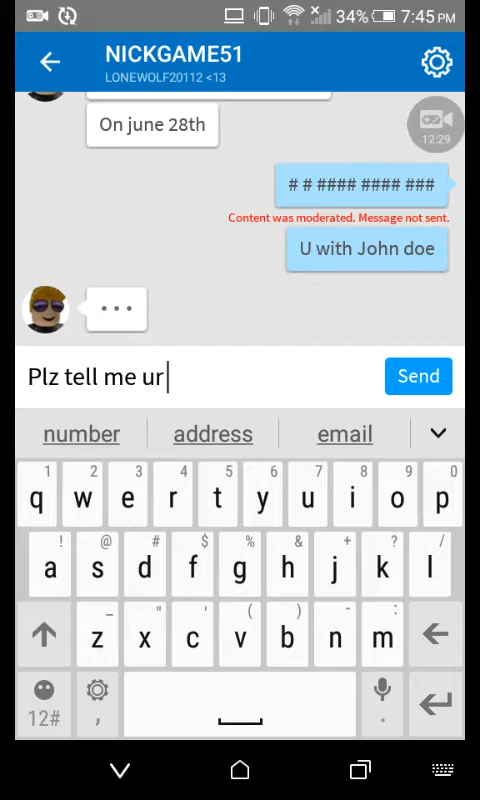 34% 7:45 PM
NICKGAME51
LONEWOLF20112 <13
On june 28th
12:29
# # #### #### ###
Content was moderated. Message not sent.
U with John doe
Plz tell me ur
Send
number address email
1 2 3 4 5 6 7 8 9 0
q w e r t y u i o p
! @ # $ % & + ? /
a s d f g h j k l
_ " ' ( ) - :
z x c v b n m
12# , .